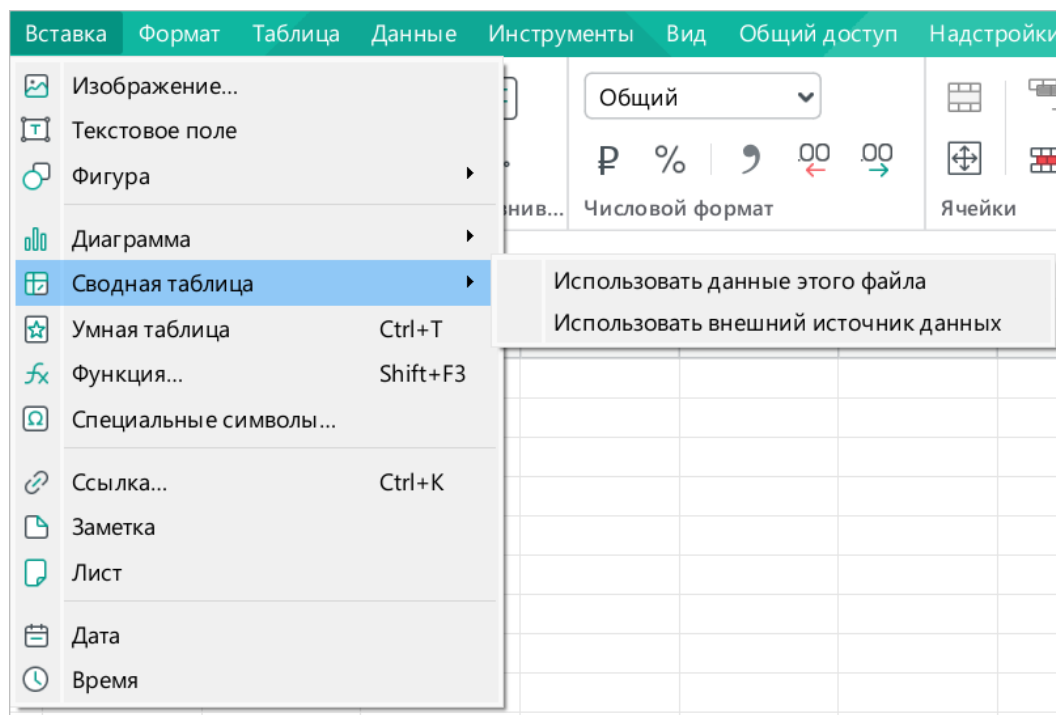 Вставка Формат Таблица Данные Инструменты Вид Общий доступ Надстройки
Изображение...
Текстовое поле
Фигура
Диаграмма
Сводная таблица
Умная таблица Ctrl+T
Функция... Shift+F3
Специальные символы...
Ссылка... Ctrl+K
Заметка
Лист
Дата
Время
Общий
₽ % .00 .00
Числовой формат
Ячейки
Использовать данные этого файла
Использовать внешний источник данных